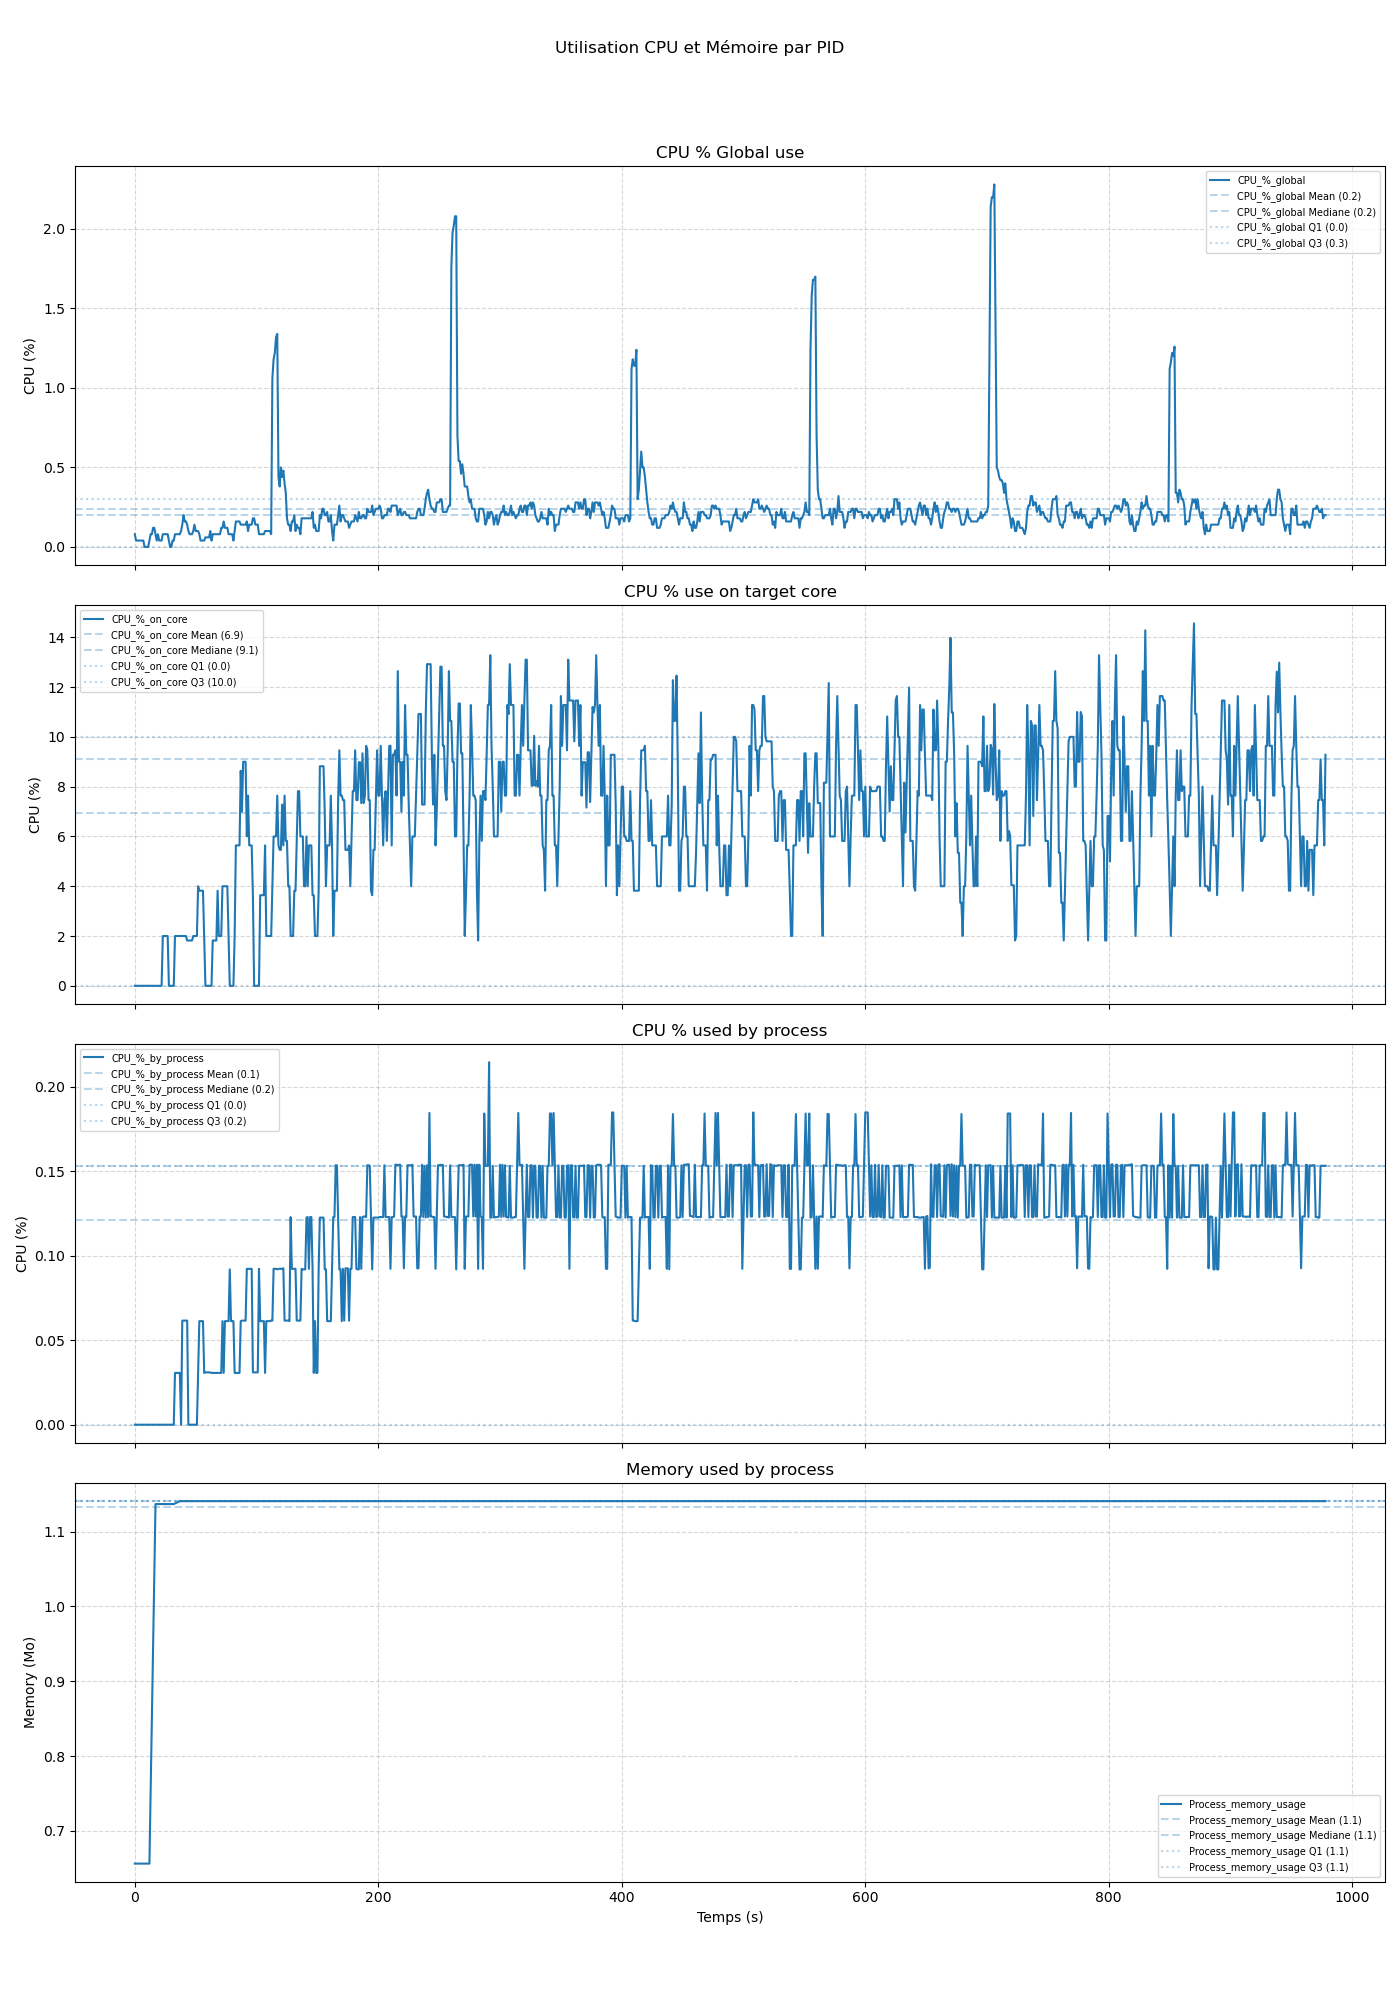 Utilisation CPU et Mémoire par PID
CPU % Global use
CPU (%)
2.0
1.5
1.0
0.5
0.0
CPU_%_global
CPU_%_global Mean (0.2)
CPU_%_global Mediane (0.2)
CPU_%_global Q1 (0.0)
CPU_%_global Q3 (0.3)
CPU % use on target core
CPU (%)
14
12
10
8
6
4
2
0
CPU_%_on_core
CPU_%_on_core Mean (6.9)
CPU_%_on_core Mediane (9.1)
CPU_%_on_core Q1 (0.0)
CPU_%_on_core Q3 (10.0)
CPU % used by process
CPU (%)
0.20
0.15
0.10
0.05
0.00
CPU_%_by_process
CPU_%_by_process Mean (0.1)
CPU_%_by_process Mediane (0.2)
CPU_%_by_process Q1 (0.0)
CPU_%_by_process Q3 (0.2)
Memory used by process
Memory (Mo)
1.1
1.0
0.9
0.8
0.7
Process_memory_usage
Process_memory_usage Mean (1.1)
Process_memory_usage Mediane (1.1)
Process_memory_usage Q1 (1.1)
Process_memory_usage Q3 (1.1)
0 200 400 600 800 1000
Temps (s)